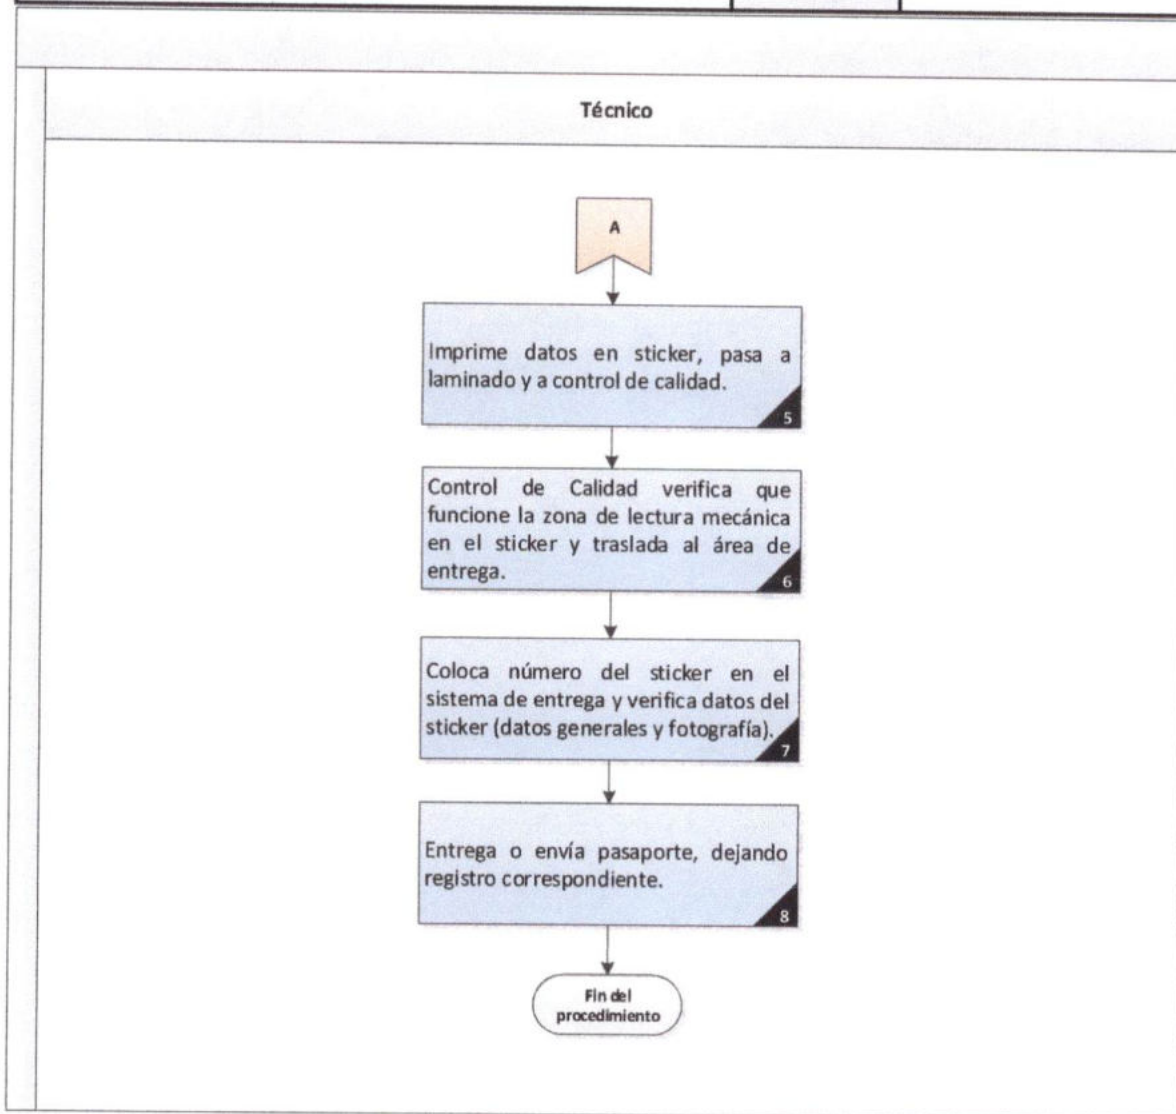 Técnico
A
Imprime datos en sticker, pasa a
laminado y a control de calidad.
5
Control de Calidad verifica que
funcione la zona de lectura mecánica
en el sticker y traslada al área de
entrega.
6
Coloca número del sticker en el
sistema de entrega y verifica datos del
sticker (datos generales y fotografía).
7
Entrega o envía pasaporte, dejando
registro correspondiente.
8
Fin del
procedimiento